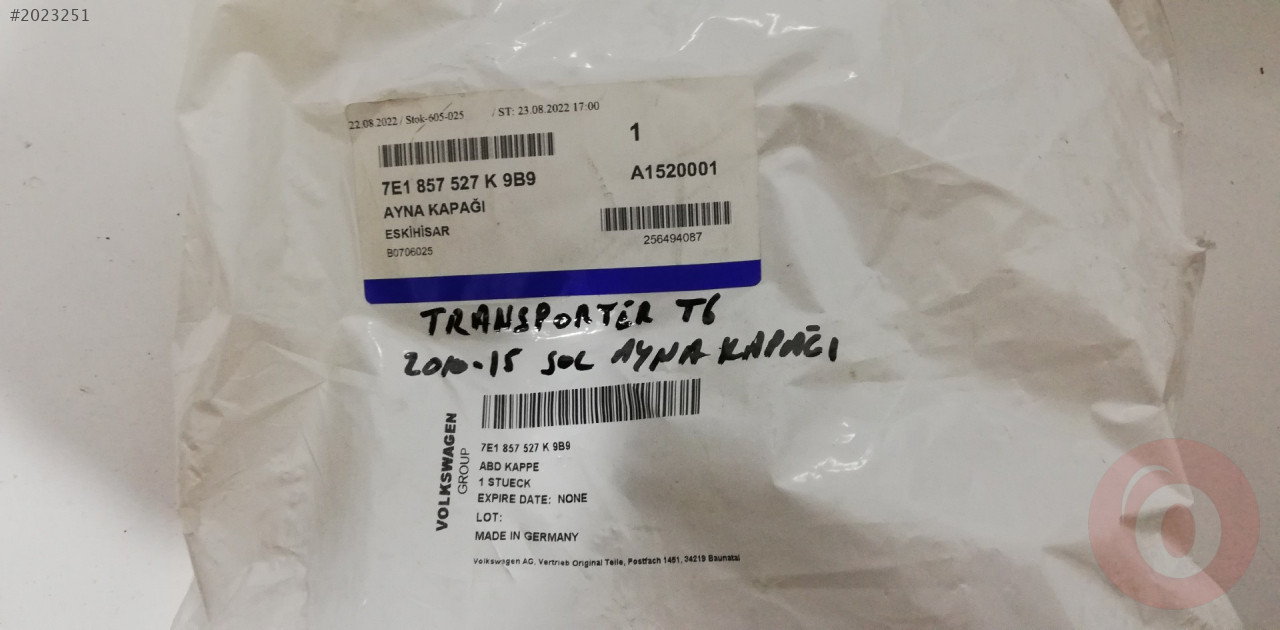 #2023251
22.08.2022 / Stok-605-025 / ST: 23.08.2022 17:00
1
7E1 857 527 K 9B9
A1520001
AYNA KAPAĞI
ESKİHİSAR
B0706025
256494087
TRANSPORTER T6
2010-15 SOL AYNA KAPAĞI
VOLKSWAGEN
GROUP
7E1 857 527 K 9B9
ABD KAPPE
1 STUECK
EXPIRE DATE: NONE
LOT:
MADE IN GERMANY
Volkswagen AG, Vertrieb Original Teile, Postfach 1451, 34219 Baunatal